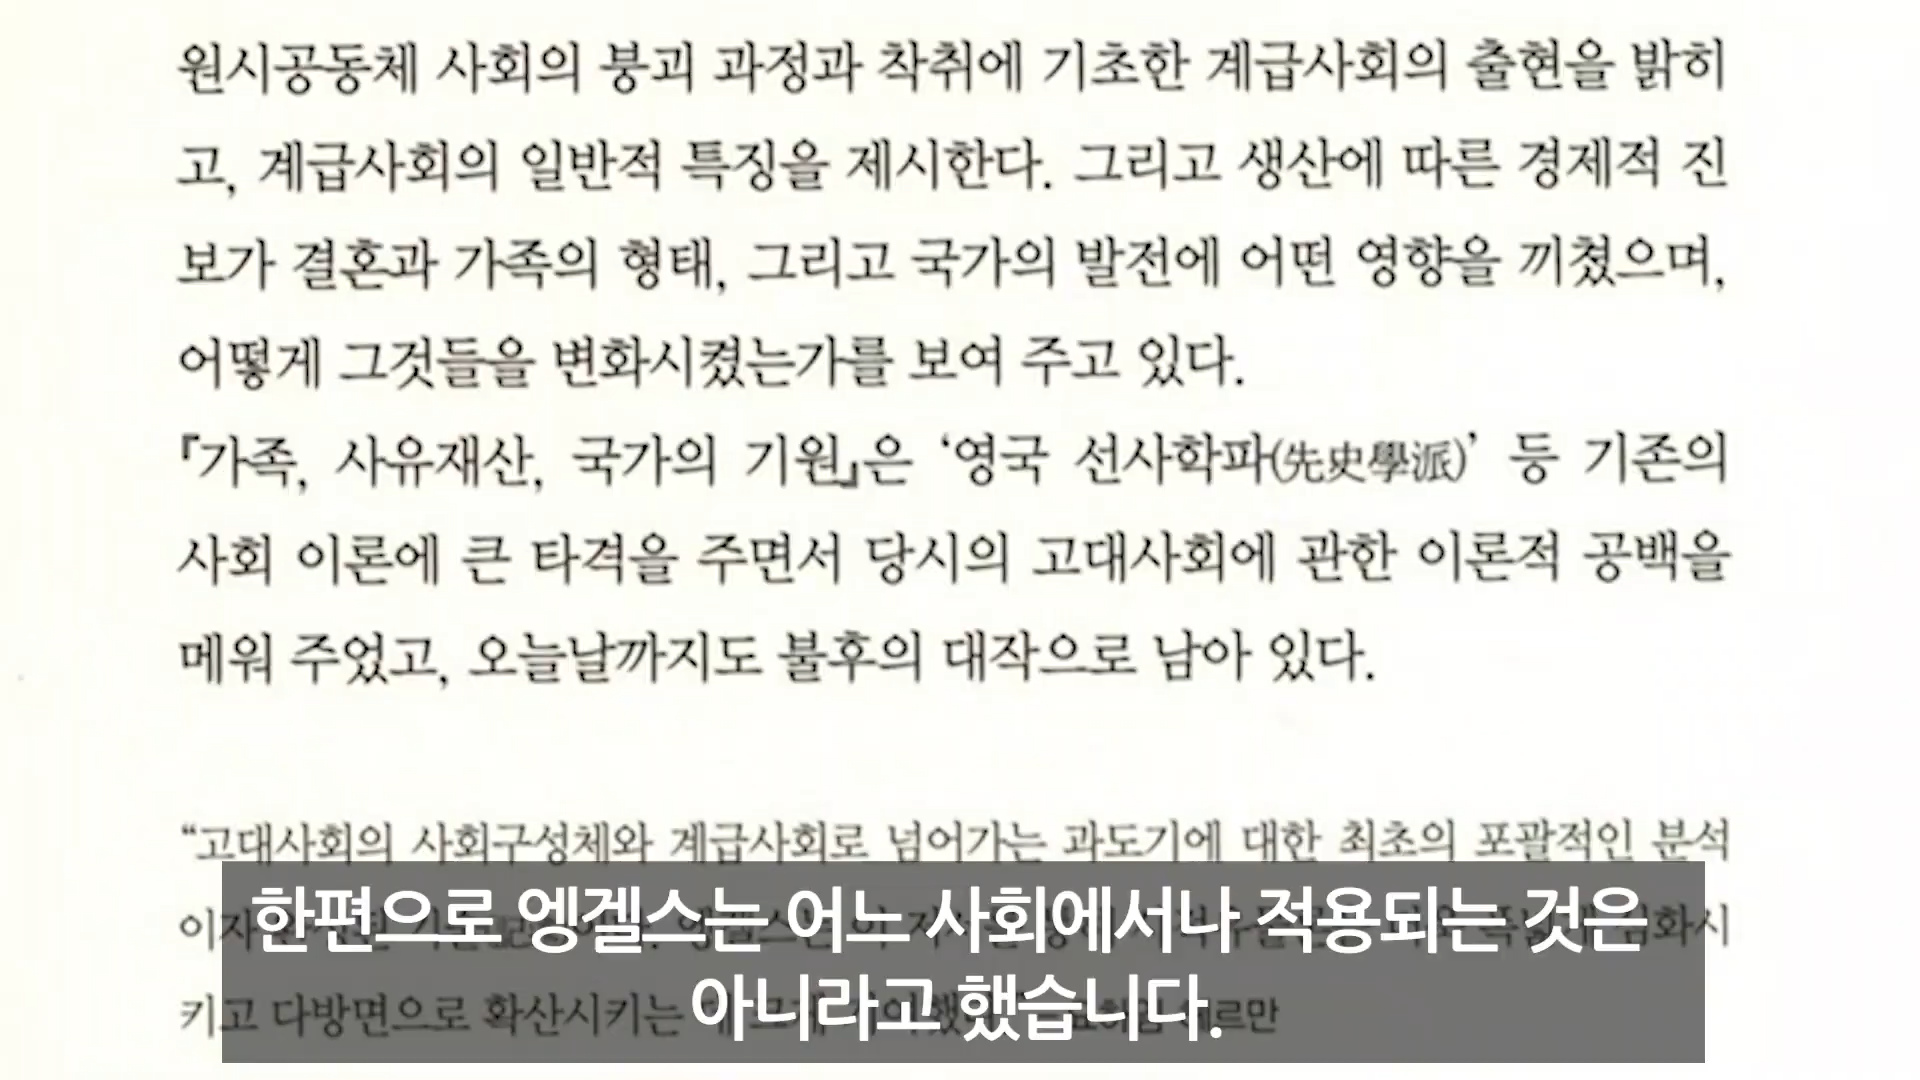 원시공동체 사회의 붕괴 과정과 착취에 기초한 계급사회의 출현을 밝히
고, 계급사회의 일반적 특징을 제시한다. 그리고 생산에 따른 경제적 진
보가 결혼과 가족의 형태, 그리고 국가의 발전에 어떤 영향을 끼쳤으며,
어떻게 그것들을 변화시켰는가를 보여 주고 있다.
『가족, 사유재산, 국가의 기원』은 ‘영국 선사학파(先史學派)’ 등 기존의
사회 이론에 큰 타격을 주면서 당시의 고대사회에 관한 이론적 공백을
메워 주었고, 오늘날까지도 불후의 대작으로 남아 있다.
“고대사회의 사회구성체와 계급사회로 넘어가는 과도기에 대한 최초의 포괄적인 분석
키고 다방면으로 확산시키는
한편으로 엥겔스는 어느 사회에서나 적용되는 것은
아니라고 했습니다.